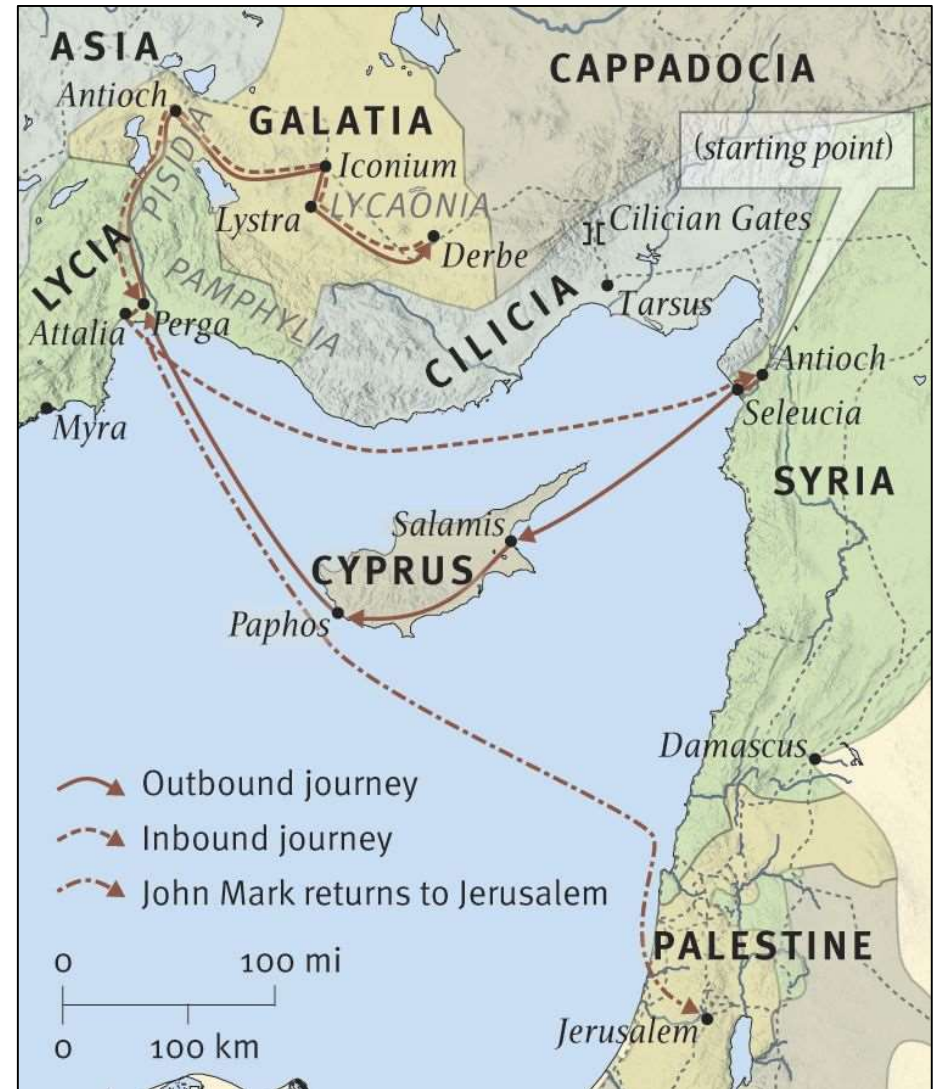 ASIA
CAPPADOCIA
Antioch
GALATIA
(starting point)
PISIDIA
Iconium
LYCAŌNIA
Lystra
Cilician Gates
Derbe
LYCIA
PAMPHYLIA
CILICIA
Tarsus
Attalia
Perga
Antioch
Seleucia
Myra
SYRIA
Salamis
CYPRUS
Paphos
Damascus
Outbound journey
Inbound journey
John Mark returns to Jerusalem
PALESTINE
0 100 mi
0 100 km
Jerusalem